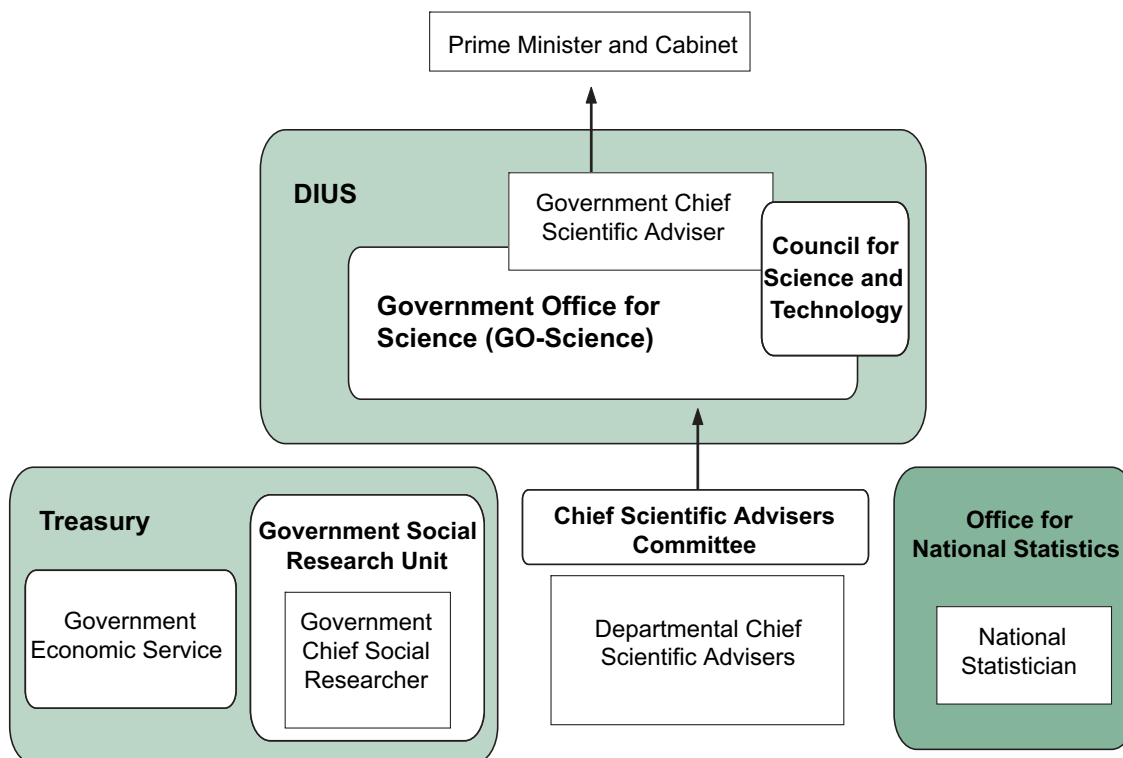 Prime Minister and Cabinet
DIUS
Government Chief
Scientific Adviser
Council for
Science and
Technology
Government Office for
Science (GO-Science)
Treasury
Government Social
Research Unit
Government
Economic Service
Government
Chief Social
Researcher
Chief Scientific Advisers
Committee
Departmental Chief
Scientific Advisers
Office for
National Statistics
National
Statistician